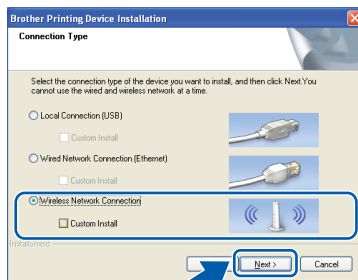 Brother Printing Device Installation
Connection Type
Select the connection type of the device you want to install, and then click Next.You
cannot use the wired and wireless network at a time.
Local Connection (USB)
Custom Install
Wired Network Connection (Ethernet)
Custom Install
Wireless Network Connection
Custom Install
InstallShield
Next >
Cancel